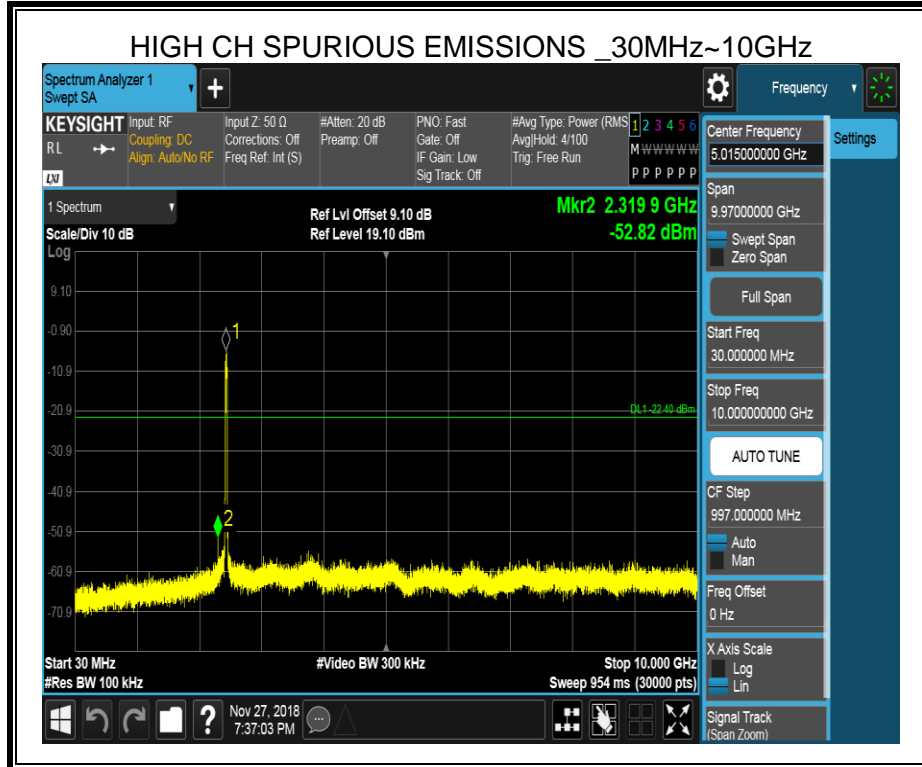 HIGH CH SPURIOUS EMISSIONS _30MHz~10GHz
Spectrum Analyzer 1
Swept SA
+
Frequency
KEYSIGHT
RL
LXI
Input: RF
Coupling: DC
Align: Auto/No RF
Input Z: 50 Ω
Corrections: Off
Freq Ref: Int (S)
#Atten: 20 dB
Preamp: Off
PNO: Fast
Gate: Off
IF Gain: Low
Sig Track: Off
#Avg Type: Power (RMS
Avg|Hold: 4/100
Trig: Free Run
1 2 3 4 5 6
M W W W W W
P P P P P P
1 Spectrum
Scale/Div 10 dB
Ref Lvl Offset 9.10 dB
Ref Level 19.10 dBm
Mkr2 2.319 9 GHz
-52.82 dBm
Log
9.10
-0.90
-10.9
-20.9
-30.9
-40.9
-50.9
-60.9
-70.9
1
2
DL1 -22.40 dBm
Start 30 MHz
#Res BW 100 kHz
#Video BW 300 kHz
Stop 10.000 GHz
Sweep 954 ms (30000 pts)
?
Nov 27, 2018
7:37:03 PM
Settings
Center Frequency
5.015000000 GHz
Span
9.97000000 GHz
Swept Span
Zero Span
Full Span
Start Freq
30.000000 MHz
Stop Freq
10.000000000 GHz
AUTO TUNE
CF Step
997.000000 MHz
Auto
Man
Freq Offset
0 Hz
X Axis Scale
Log
Lin
Signal Track
(Span Zoom)